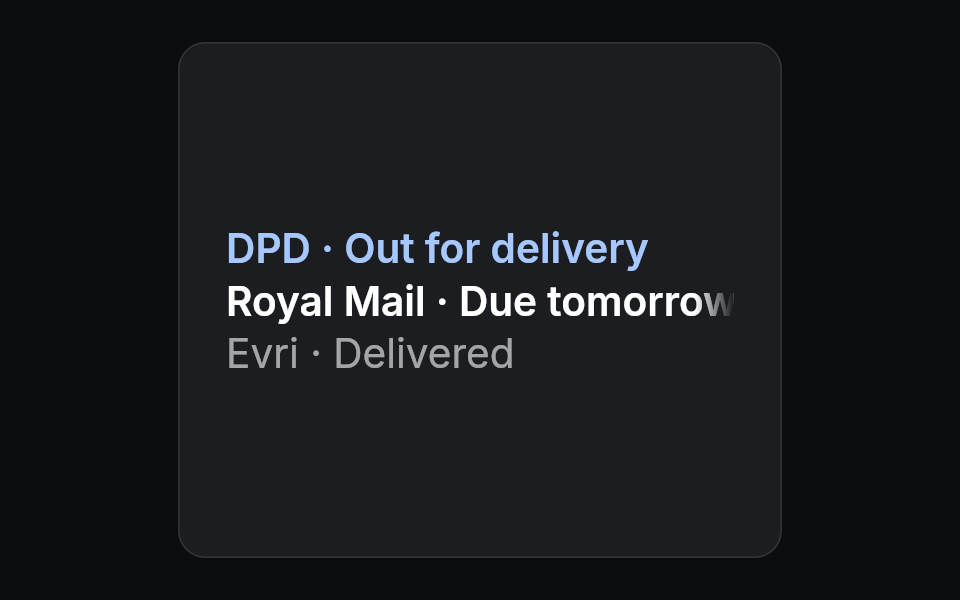 DPD · Out for delivery
Royal Mail · Due tomorrow
Evri · Delivered